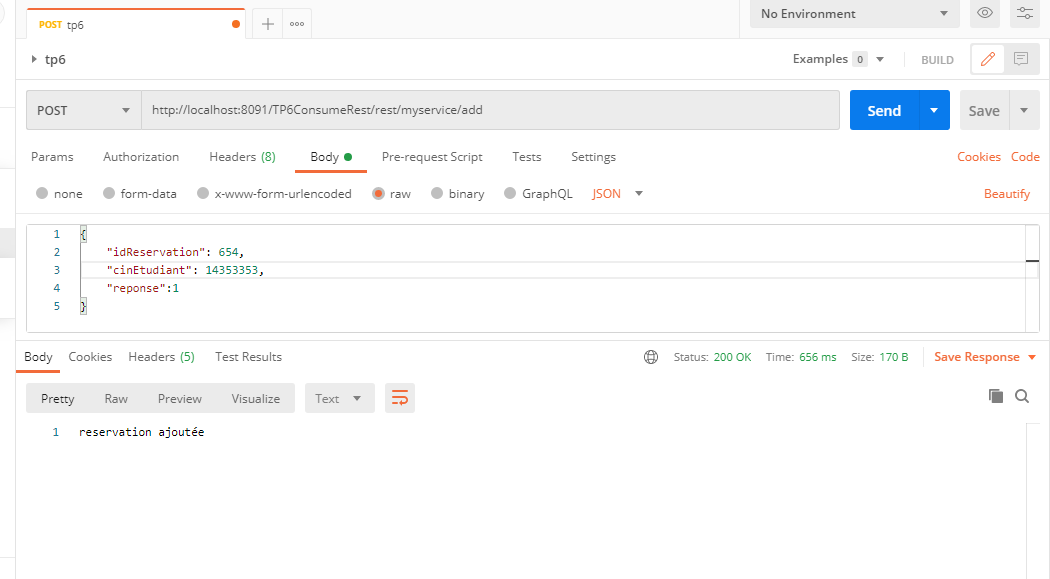 POST tp6
No Environment
tp6
Examples 0
BUILD
POST http://localhost:8091/TP6ConsumeRest/rest/myservice/add
Send
Save
Params Authorization Headers (8) Body Pre-request Script Tests Settings Cookies Code
none form-data x-www-form-urlencoded raw binary GraphQL JSON Beautify
1 {
2 "idReservation": 654,
3 "cinEtudiant": 14353353,
4 "reponse":1
5 }
Body Cookies Headers (5) Test Results Status: 200 OK Time: 656 ms Size: 170 B Save Response
Pretty Raw Preview Visualize Text
1 reservation ajoutée